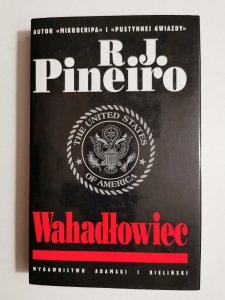 AUTOR «MIKROCHIPA» I «PUSTYNNEJ GWIAZDY»
R. J.
Pineiro
THE UNITED STATES
OF AMERICA
Wahadłowiec
WYDAWNICTWO ADAMSKI I BIELIŃSKI